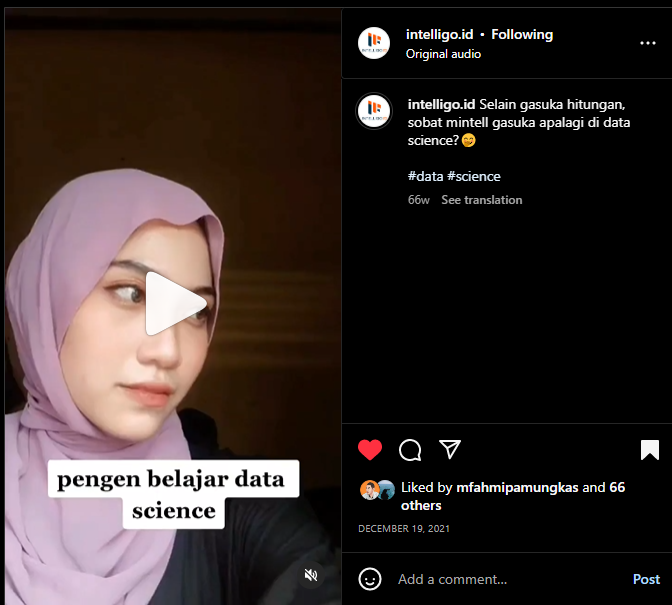 intelligo.id • Following
Original audio
intelligo.id Selain gasuka hitungan,
sobat mintell gasuka apalagi di data
science?😊
#data #science
66w See translation
pengen belajar data
science
Liked by mfahmipamungkas and 66
others
DECEMBER 19, 2021
Add a comment...
Post